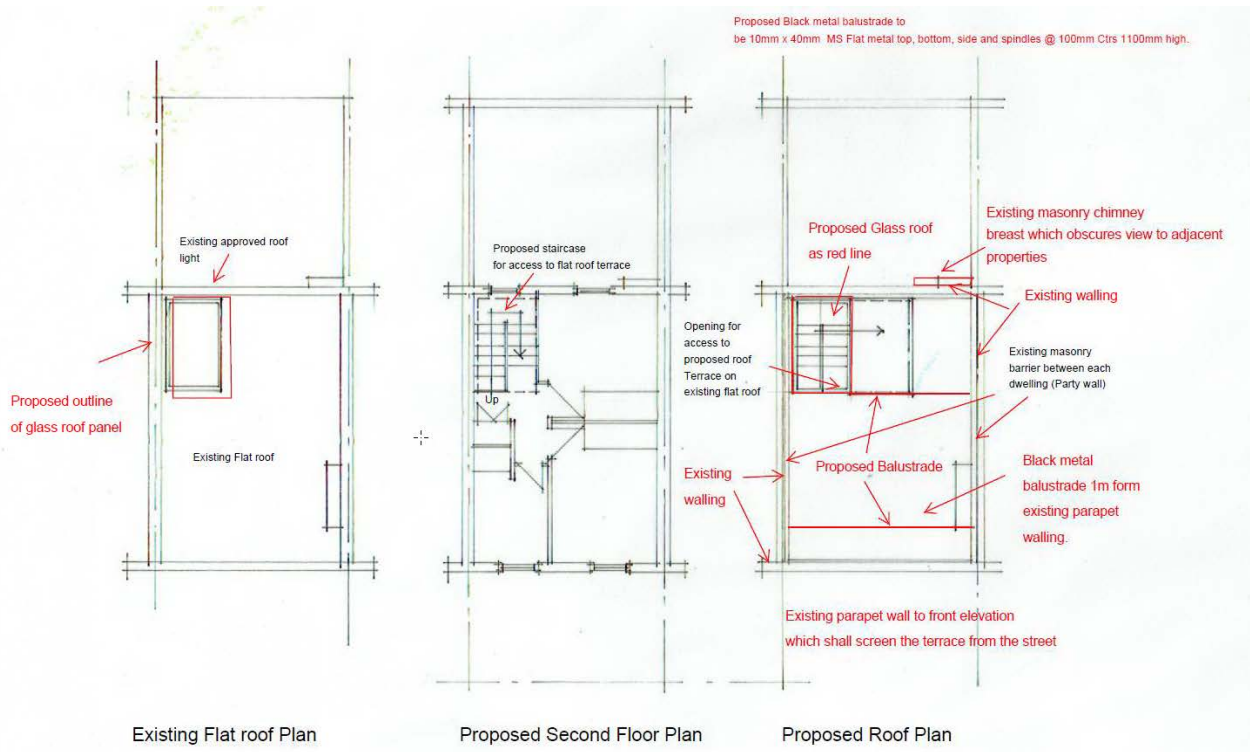 Proposed Black metal balustrade to
be 10mm x 40mm MS Flat metal top, bottom, side and spindles @ 100mm Ctrs 1100mm high.
Existing approved roof
light
Proposed outline
of glass roof panel
Existing Flat roof
Existing Flat roof Plan
Proposed staircase
for access to flat roof terrace
Up
Proposed Second Floor Plan
Proposed Glass roof
as red line
Existing masonry chimney
breast which obscures view to adjacent
properties
Existing walling
Opening for
access to
proposed roof
Terrace on
existing flat roof
Existing masonry
barrier between each
dwelling (Party wall)
Existing
walling
Proposed Balustrade
Black metal
balustrade 1m form
existing parapet
walling.
Existing parapet wall to front elevation
which shall screen the terrace from the street
Proposed Roof Plan